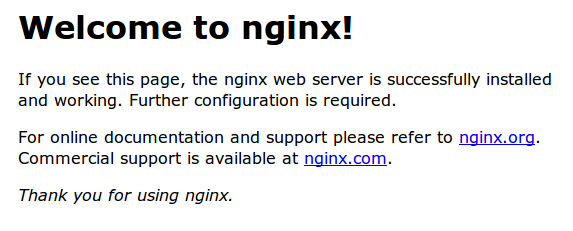 Welcome to nginx!
If you see this page, the nginx web server is successfully installed
and working. Further configuration is required.
For online documentation and support please refer to nginx.org.
Commercial support is available at nginx.com.
Thank you for using nginx.